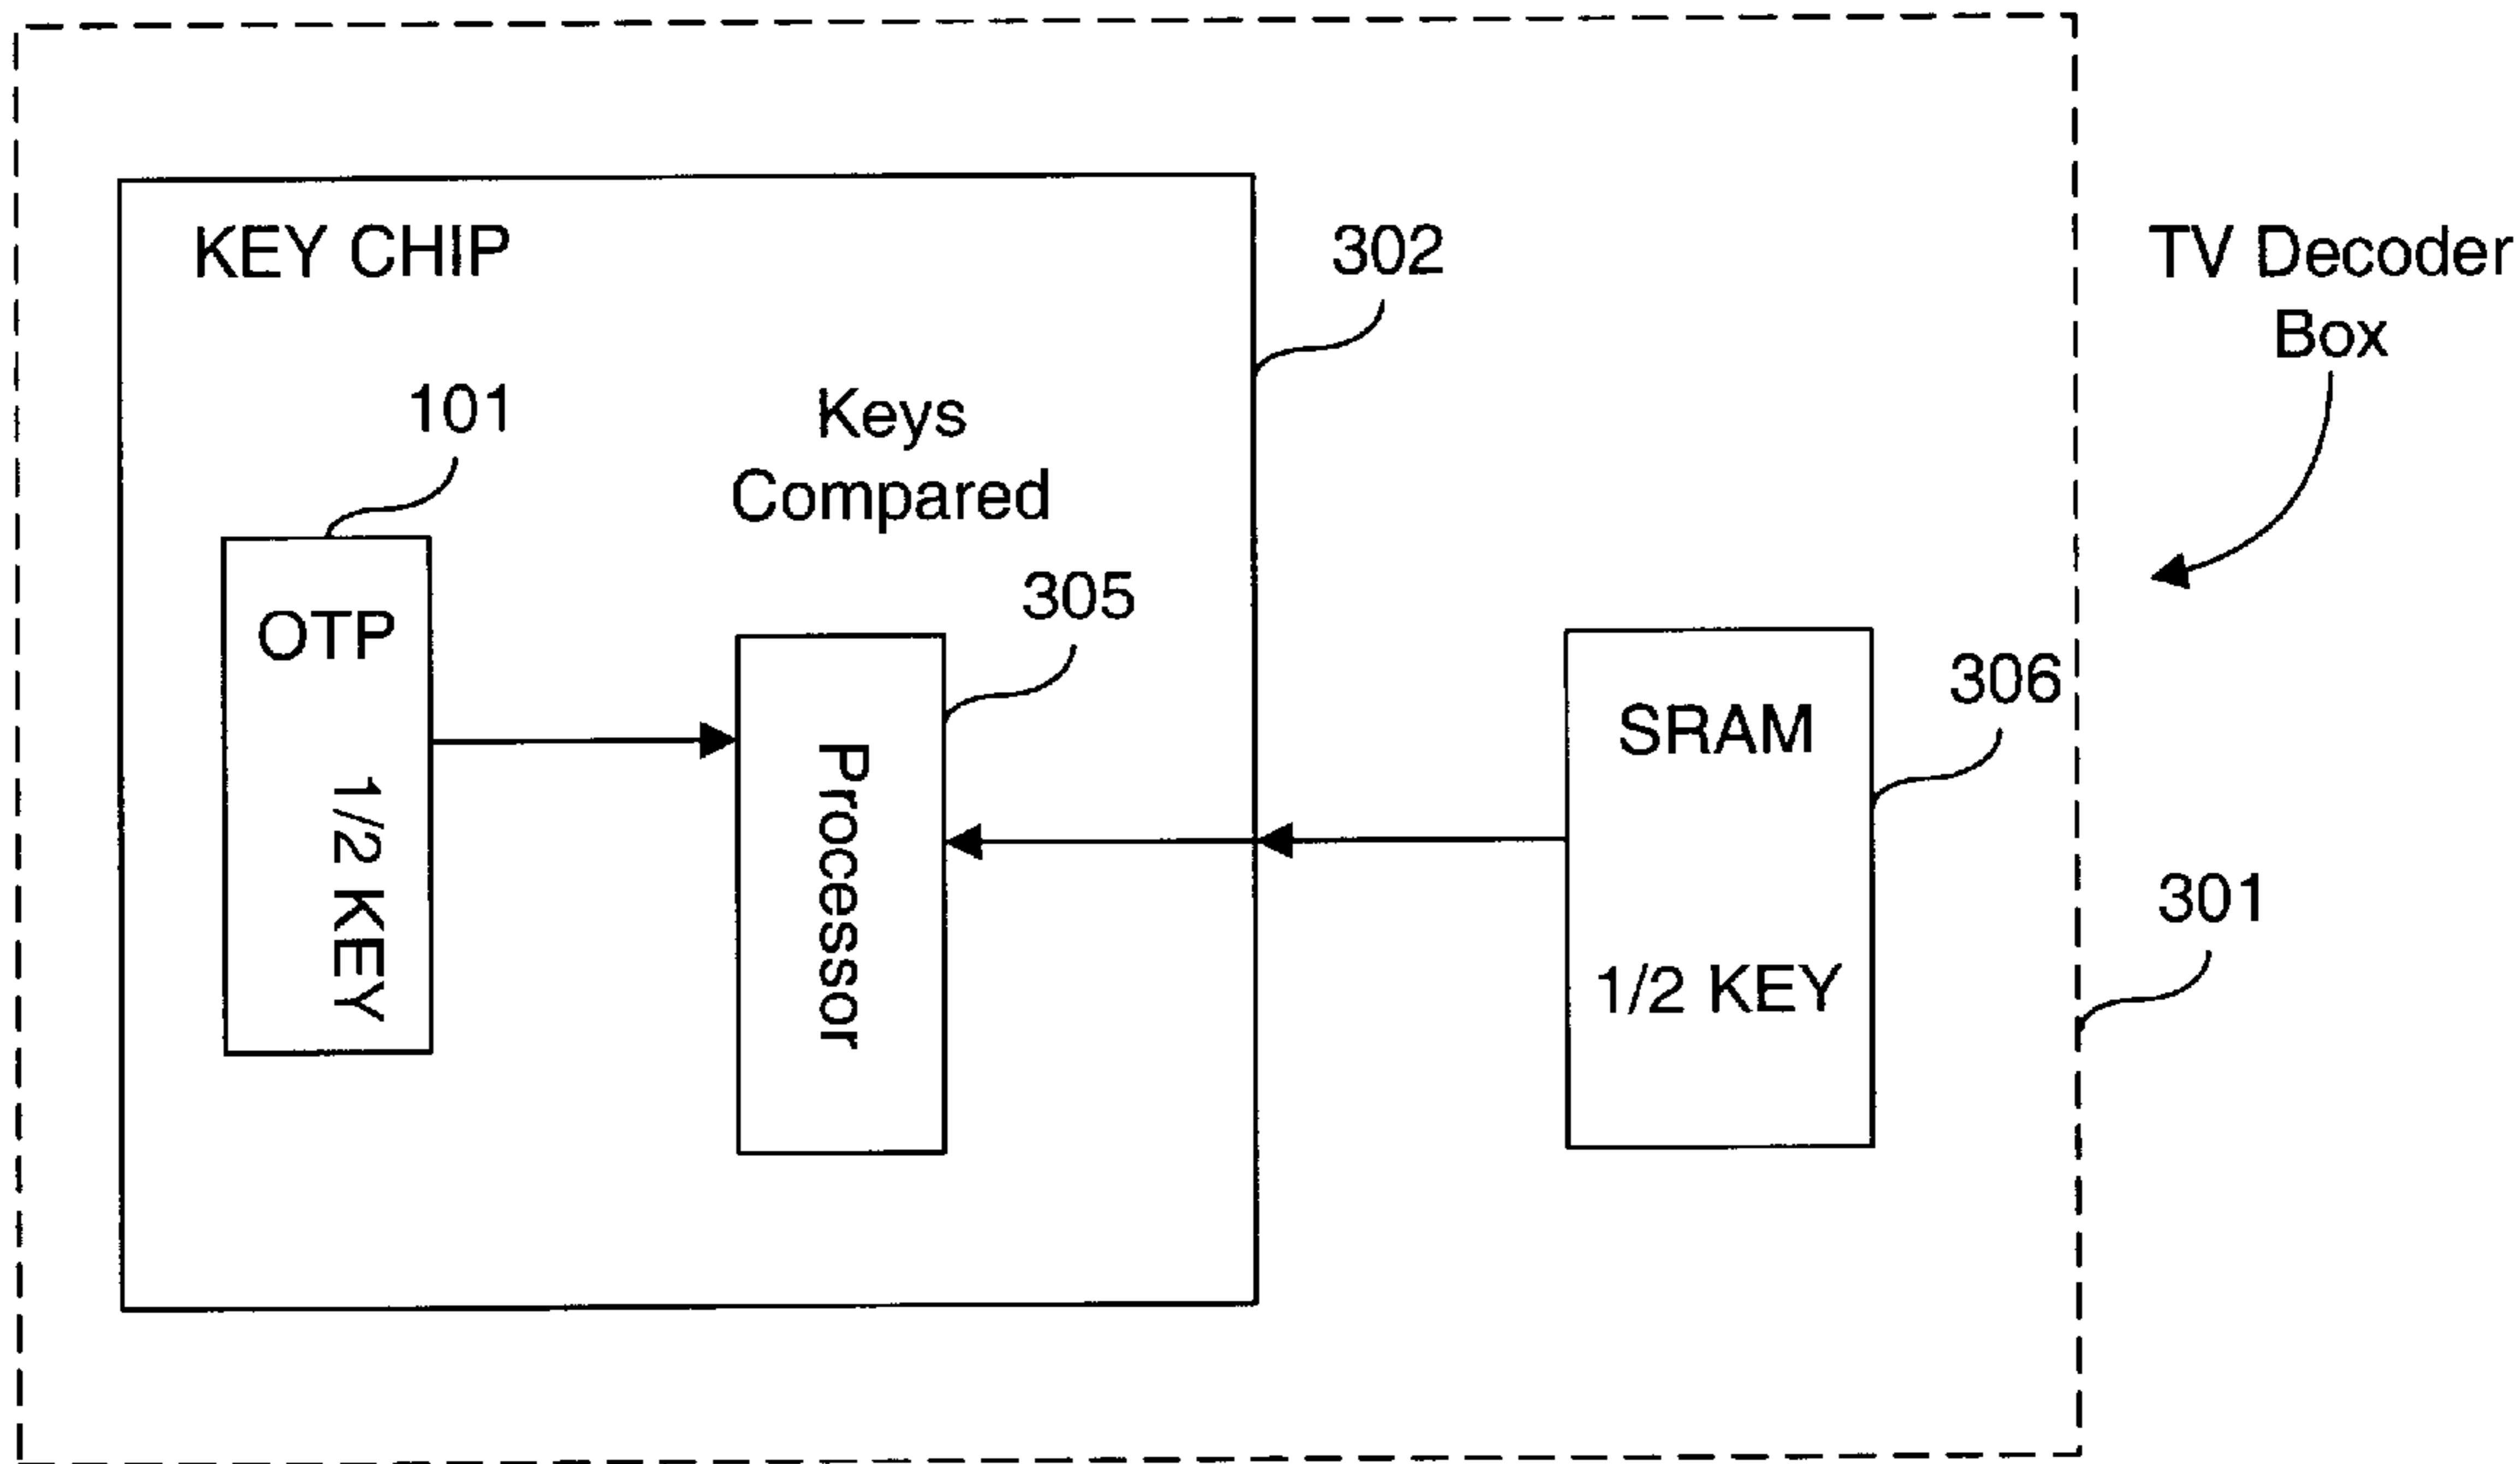 KEY CHIP
302
TV Decoder
Box
101
Keys
Compared
305
OTP
1/2 KEY
Processor
306
SRAM
1/2 KEY
301